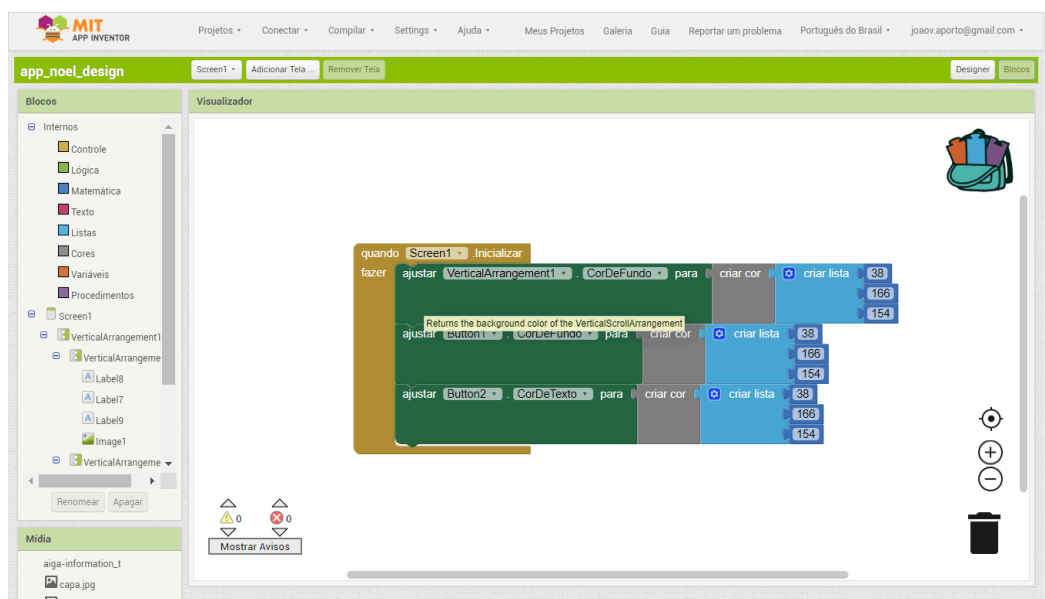 MIT
APP INVENTOR
Projetos
Conectar
Compilar
Settings
Ajuda
Meus Projetos
Galeria
Guia
Reportar um problema
Português do Brasil
joaov.aporto@gmail.com
app_noel_design
Screen1
Adicionar Tela ...
Remover Tela
Designer
Blocos
Blocos
Internos
Controle
Lógica
Matemática
Texto
Listas
Cores
Variáveis
Procedimentos
Screen1
VerticalArrangement1
VerticalArrangeme
Label8
Label7
Label9
Image1
VerticalArrangeme
Renomear
Apagar
Mídia
aiga-information_t
capa.jpg
Visualizador
quando Screen1 .Inicializar
fazer ajustar VerticalArrangement1 . CorDeFundo para criar cor criar lista 38
166
154
Returns the background color of the VerticalScrollArrangement
ajustar Button1 . CorDeFundo para criar cor criar lista 38
166
154
ajustar Button2 . CorDeTexto para criar cor criar lista 38
166
154
0
0
Mostrar Avisos